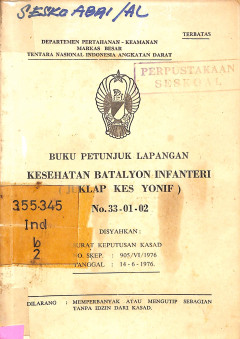 SESKO ABRI/AL
TERBATAS
DEPARTEMEN PERTAHANAN - KEAMANAN
MARKAS BESAR
TENTARA NASIONAL INDONESIA ANGKATAN DARAT
PERPUSTAKAAN
SESKOAL
BUKU PETUNJUK LAPANGAN
KESEHATAN BATALYON INFANTERI
KLAP KES YONIF )
No. 33-01-02
355.345
Ind
b
2
DISYAHKAN :
SURAT KEPUTUSAN KASAD
NO. SKEP. : 905/VI/1976
TANGGAL : 14-6-1976.
DILARANG : MEMPERBANYAK ATAU MENGUTIP SEBAGIAN
TANPA IDZIN DARI KASAD.